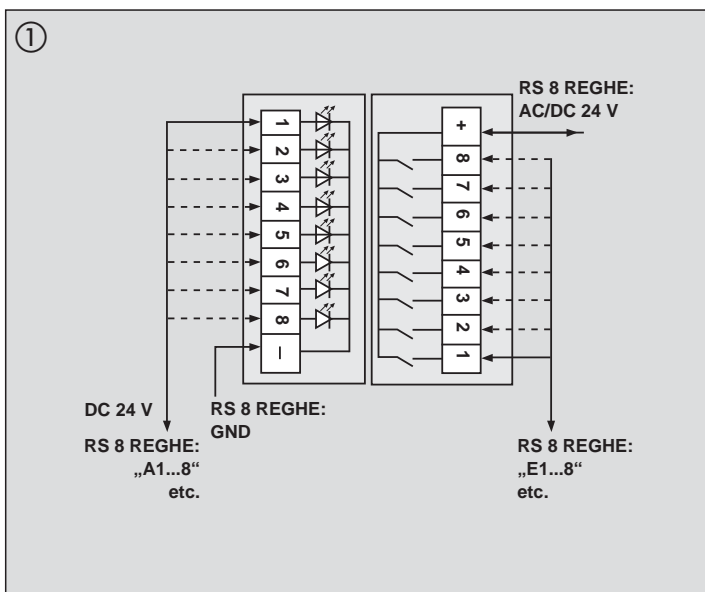 ①
RS 8 REGHE:
AC/DC 24 V
1
2
3
4
5
6
7
8
–
+
8
7
6
5
4
3
2
1
DC 24 V
RS 8 REGHE:
„A1...8“
etc.
RS 8 REGHE:
GND
RS 8 REGHE:
„E1...8“
etc.